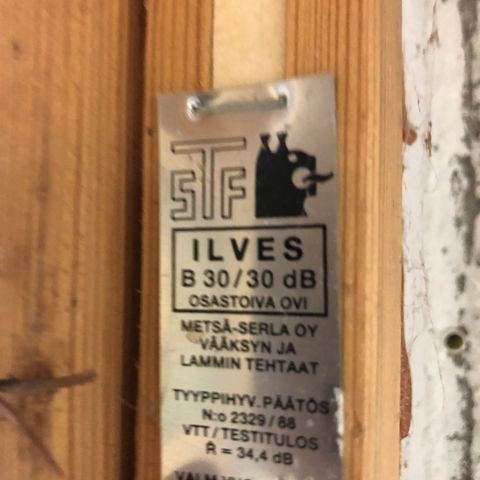 STF
ILVES
B 30/30 dB
OSASTOIVA OVI
METSÄ-SERLA OY
VÄÄKSYN JA
LAMMIN TEHTAAT
TYYPPIHYV. PÄÄTÖS
N:o 2329/88
VTT/TESTITULOS
R = 34,4 dB